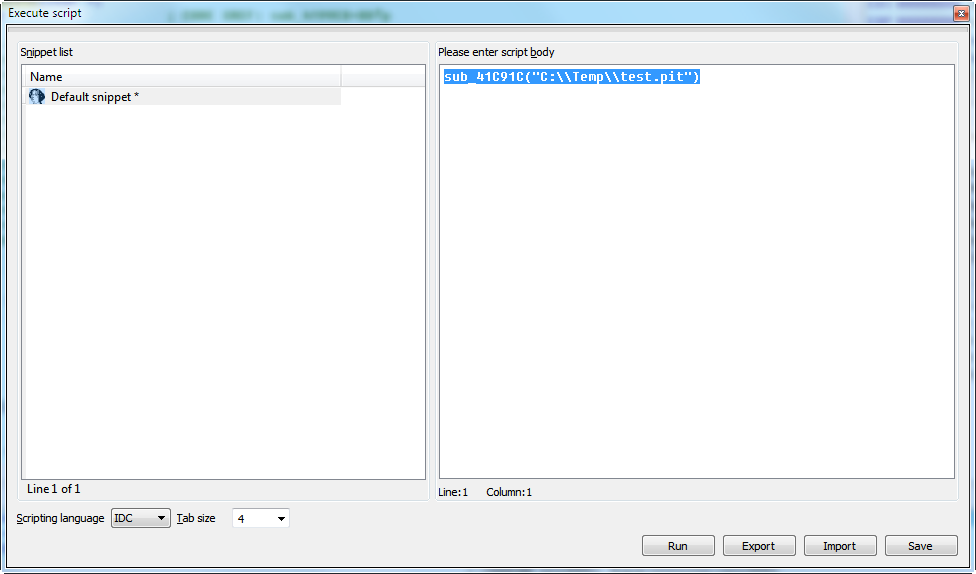 Execute script
Snippet list
Please enter script body
Name
sub_41C91C("C:\\Temp\\test.pit")
Default snippet *
Line 1 of 1
Line:1 Column:1
Scripting language IDC Tab size 4
Run Export Import Save